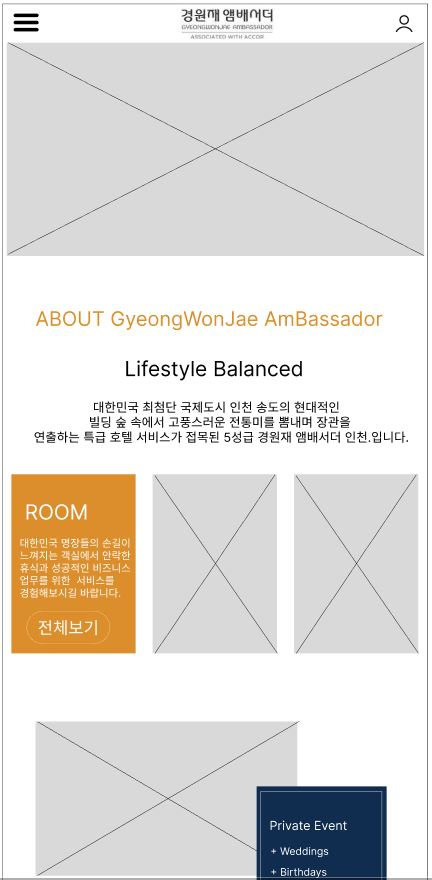 경원재 앰배서더
GYEONGWONJAE AMBASSADOR
ASSOCIATED WITH ACCOR
ABOUT GyeongWonJae AmBassador
Lifestyle Balanced
대한민국 최첨단 국제도시 인천 송도의 현대적인
빌딩 숲 속에서 고풍스러운 전통미를 뽐내며 장관을
연출하는 특급 호텔 서비스가 접목된 5성급 경원재 앰배서더 인천.입니다.
ROOM
대한민국 명장들의 손길이
느껴지는 객실에서 안락한
휴식과 성공적인 비즈니스
업무를 위한 서비스를
경험해보시길 바랍니다.
전체보기
Private Event
+ Weddings
+ Birthdays